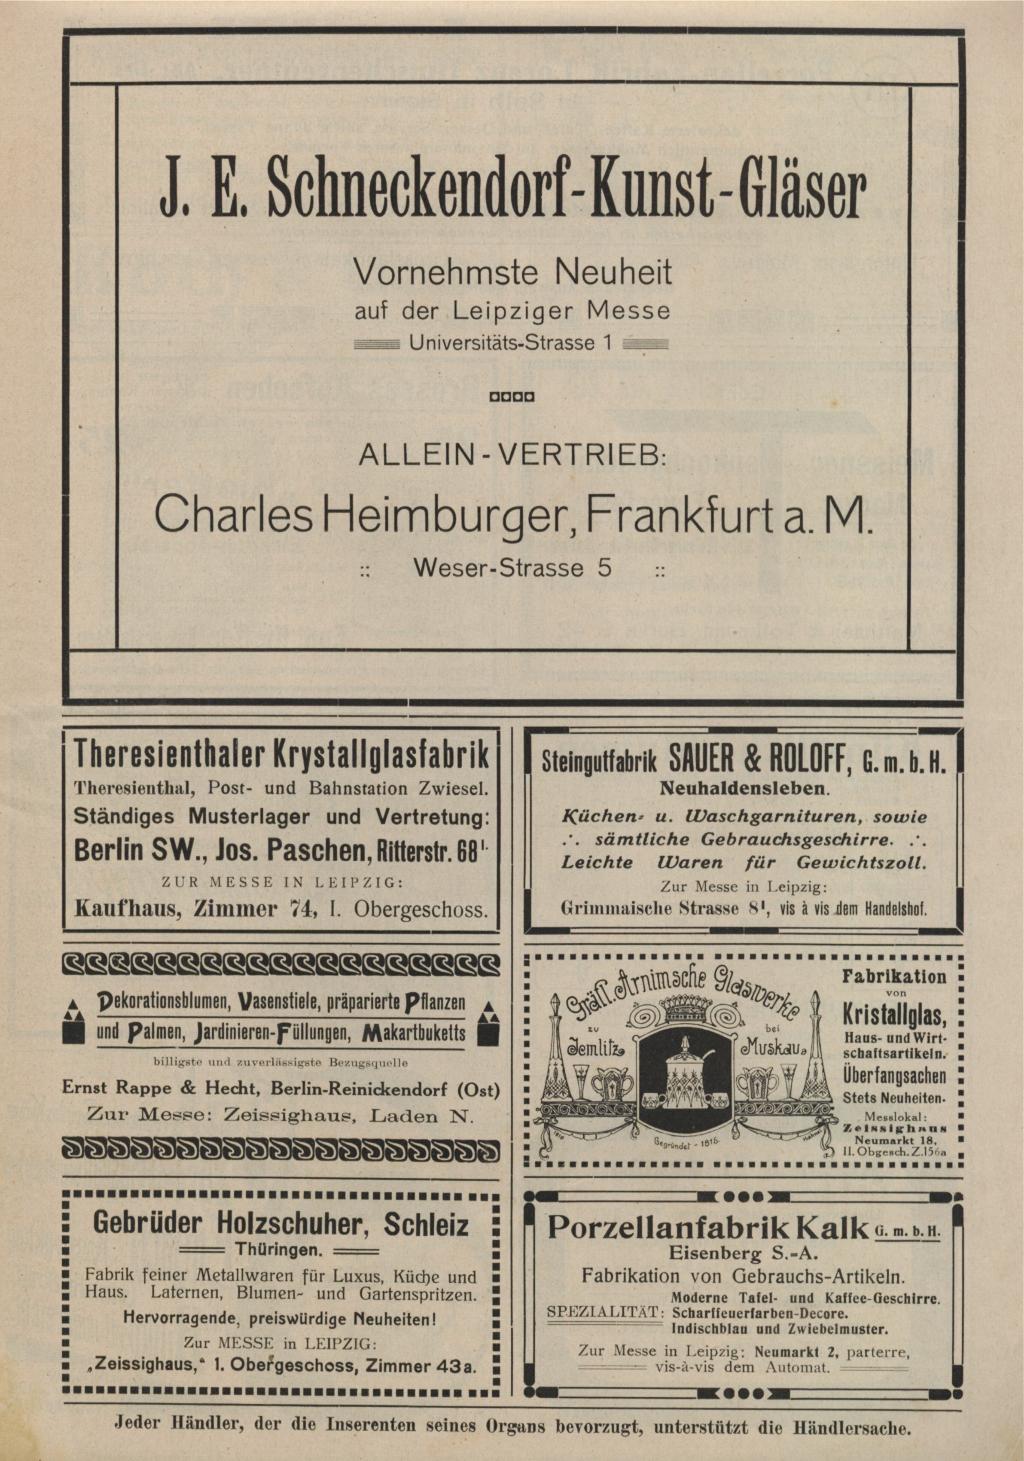 J. E. Schneckendorf-Kunst-Gläser
Vornehmste Neuheit
auf der Leipziger Messe
Universitäts-Strasse 1
ALLEIN-VERTRIEB:
Charles Heimburger, Frankfurt a. M.
:: Weser-Strasse 5 ::
Theresienthaler Krystallglasfabrik
Theresienthal, Post- und Bahnstation Zwiesel.
Ständiges Musterlager und Vertretung:
Berlin SW., Jos. Paschen, Ritterstr. 68 I.
ZUR MESSE IN LEIPZIG:
Kaufhaus, Zimmer 74, I. Obergeschoss.
Dekorationsblumen, Vasenstiele, präparierte Pflanzen
und Palmen, Jardinieren-Füllungen, Makartbuketts
billigste und zuverlässigste Bezugsquelle
Ernst Rappe & Hecht, Berlin-Reinickendorf (Ost)
Zur Messe: Zeissighaus, Laden N.
Gebrüder Holzschuher, Schleiz
Thüringen.
Fabrik feiner Metallwaren für Luxus, Küche und
Haus. Laternen, Blumen- und Gartenspritzen.
Hervorragende, preiswürdige Neuheiten!
Zur MESSE in LEIPZIG:
„Zeissighaus,“ 1. Obergeschoss, Zimmer 43a.
Steingutfabrik SAUER & ROLOFF, G. m. b. H.
Neuhaldensleben.
Küchen- u. Waschgarnituren, sowie
.·. sämtliche Gebrauchsgeschirre. .·.
Leichte Waren für Gewichtszoll.
Zur Messe in Leipzig:
Grimmaische Strasse 8 I, vis à vis dem Handelshof.
Gräfl. Arnimsche Glaswerke
zu bei
Jemlitz Muskau
Gegründet - 1816.
Fabrikation
von
Kristallglas,
Haus- und Wirt-
schaftsartikeln.
Überfangsachen
Stets Neuheiten.
Messlokal:
Zeissighaus
Neumarkt 18,
II. Obgesch. Z. 156a
Porzellanfabrik Kalk G. m. b. H.
Eisenberg S.-A.
Fabrikation von Gebrauchs-Artikeln.
Moderne Tafel- und Kaffee-Geschirre.
SPEZIALITÄT: Scharffeuerfarben-Decore.
Indischblau und Zwiebelmuster.
Zur Messe in Leipzig: Neumarkt 2, parterre,
vis-à-vis dem Automat.
Jeder Händler, der die Inserenten seines Organs bevorzugt, unterstützt die Händlersache.